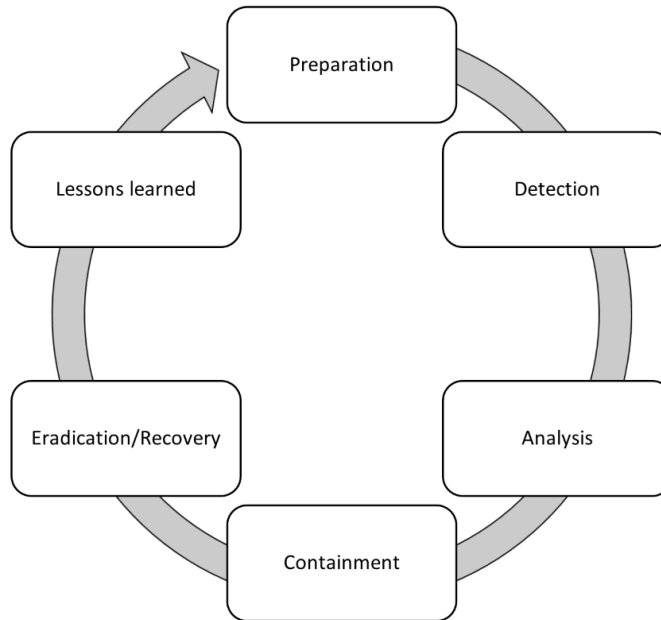 Preparation
Detection
Analysis
Containment
Eradication/Recovery
Lessons learned